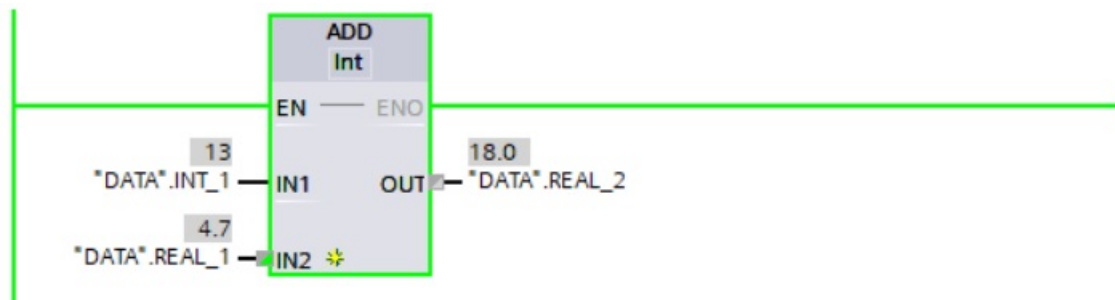 ADD
Int
EN ENO
13 18.0
"DATA".INT_1 IN1 OUT "DATA".REAL_2
4.7
"DATA".REAL_1 IN2